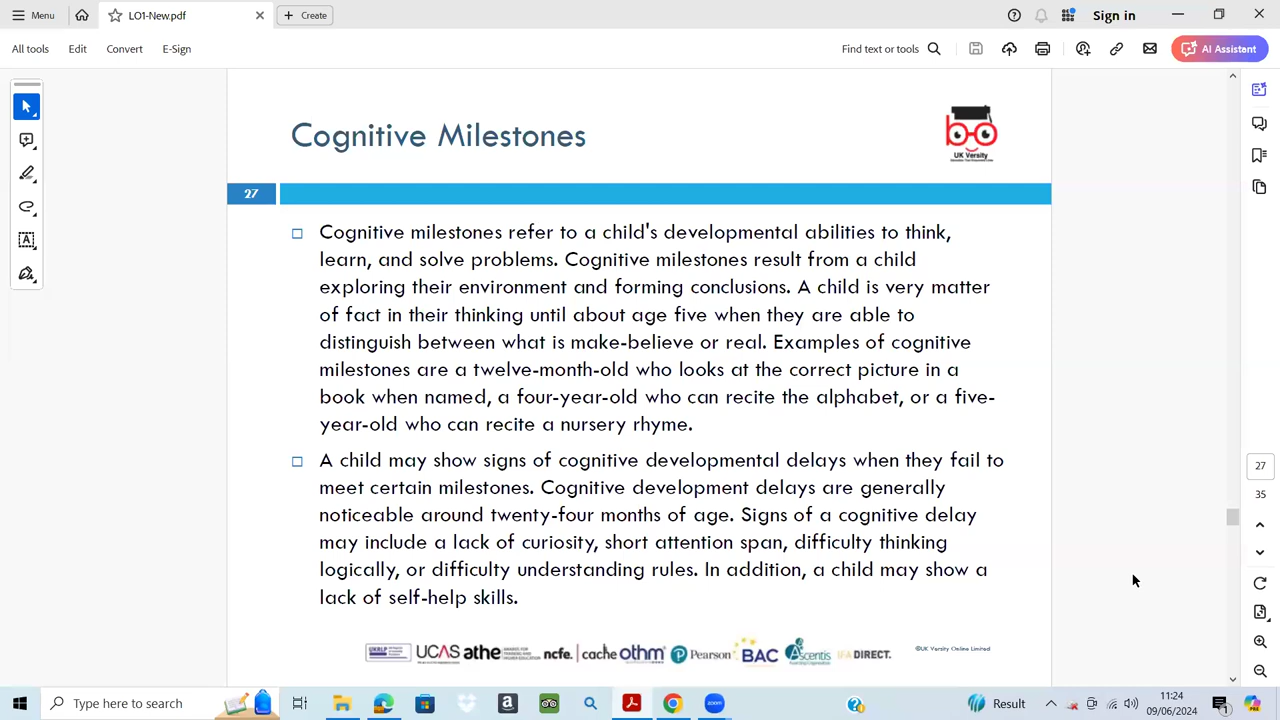 Menu
LO1-New.pdf
Create
Sign in
All tools
Edit
Convert
E-Sign
Find text or tools
AI Assistant
Cognitive Milestones
UK Versity
27
Cognitive milestones refer to a child's developmental abilities to think,
learn, and solve problems. Cognitive milestones result from a child
exploring their environment and forming conclusions. A child is very matter
of fact in their thinking until about age five when they are able to
distinguish between what is make-believe or real. Examples of cognitive
milestones are a twelve-month-old who looks at the correct picture in a
book when named, a four-year-old who can recite the alphabet, or a five-
year-old who can recite a nursery rhyme.
A child may show signs of cognitive developmental delays when they fail to
meet certain milestones. Cognitive development delays are generally
noticeable around twenty-four months of age. Signs of a cognitive delay
may include a lack of curiosity, short attention span, difficulty thinking
logically, or difficulty understanding rules. In addition, a child may show a
lack of self-help skills.
27
35
UKRLP UCAS athe ncfe. cache othm Pearson BAC Ascentis IFA DIRECT.
©UK Versity Online Limited
Type here to search
zoom
Result
11:24
09/06/2024